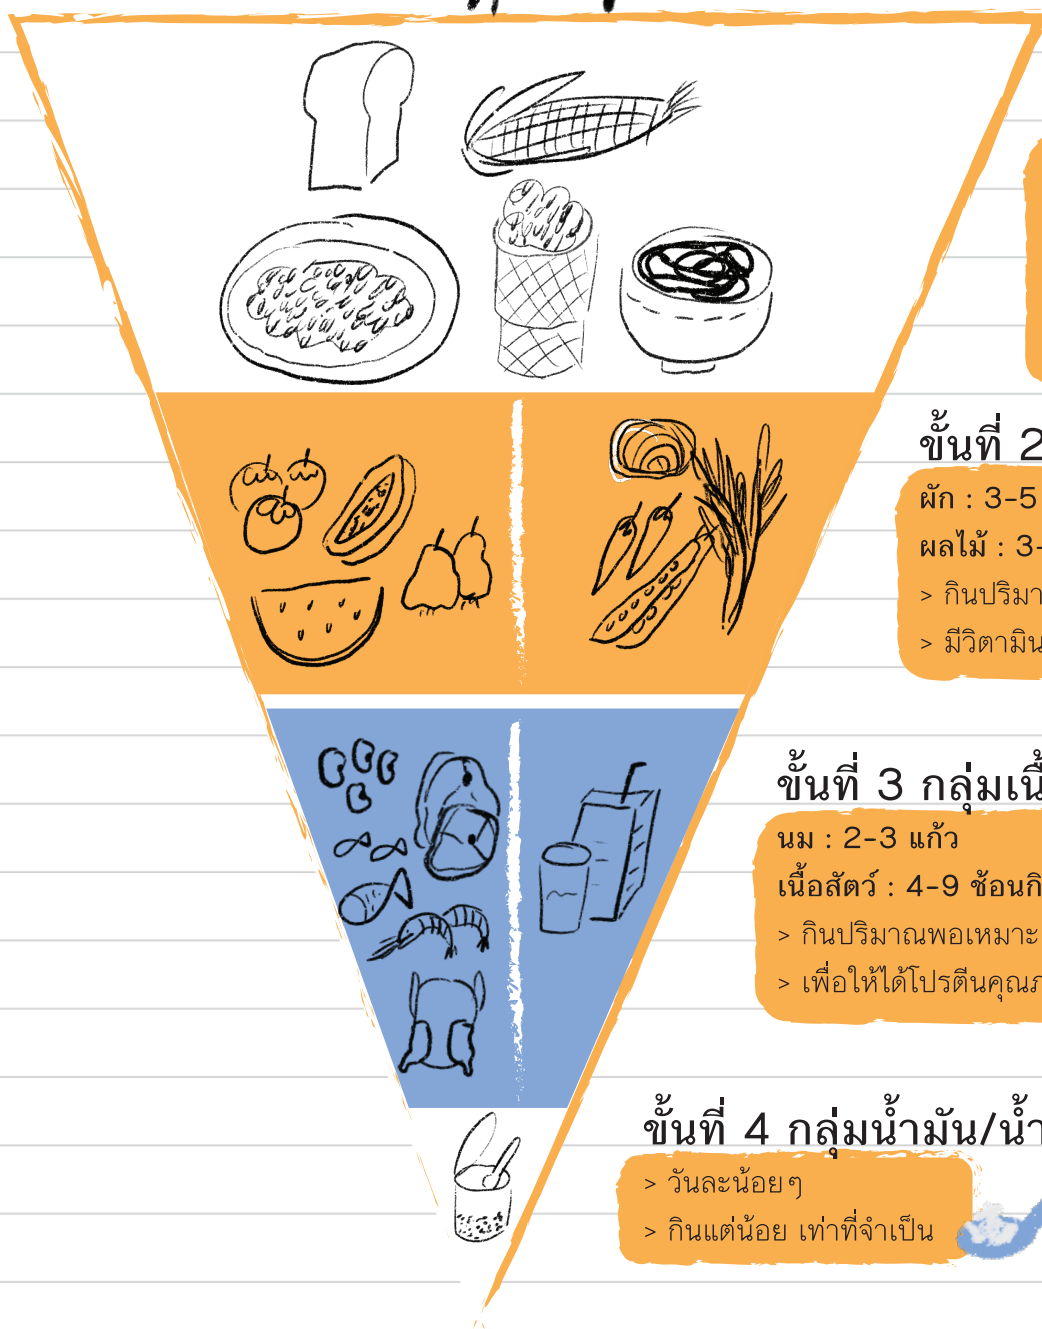 ขั้นที่ 2
ผัก : 3-5
ผลไม้ : 3-
> กินปริมา
> มีวิตามิน
ขั้นที่ 3 กลุ่มเนื้
นม : 2-3 แก้ว
เนื้อสัตว์ : 4-9 ช้อนกิ
> กินปริมาณพอเหมาะ
> เพื่อให้ได้โปรตีนคุณภ
ขั้นที่ 4 กลุ่มน้ำมัน/น้ำ
> วันละน้อยๆ
> กินแต่น้อย เท่าที่จำเป็น